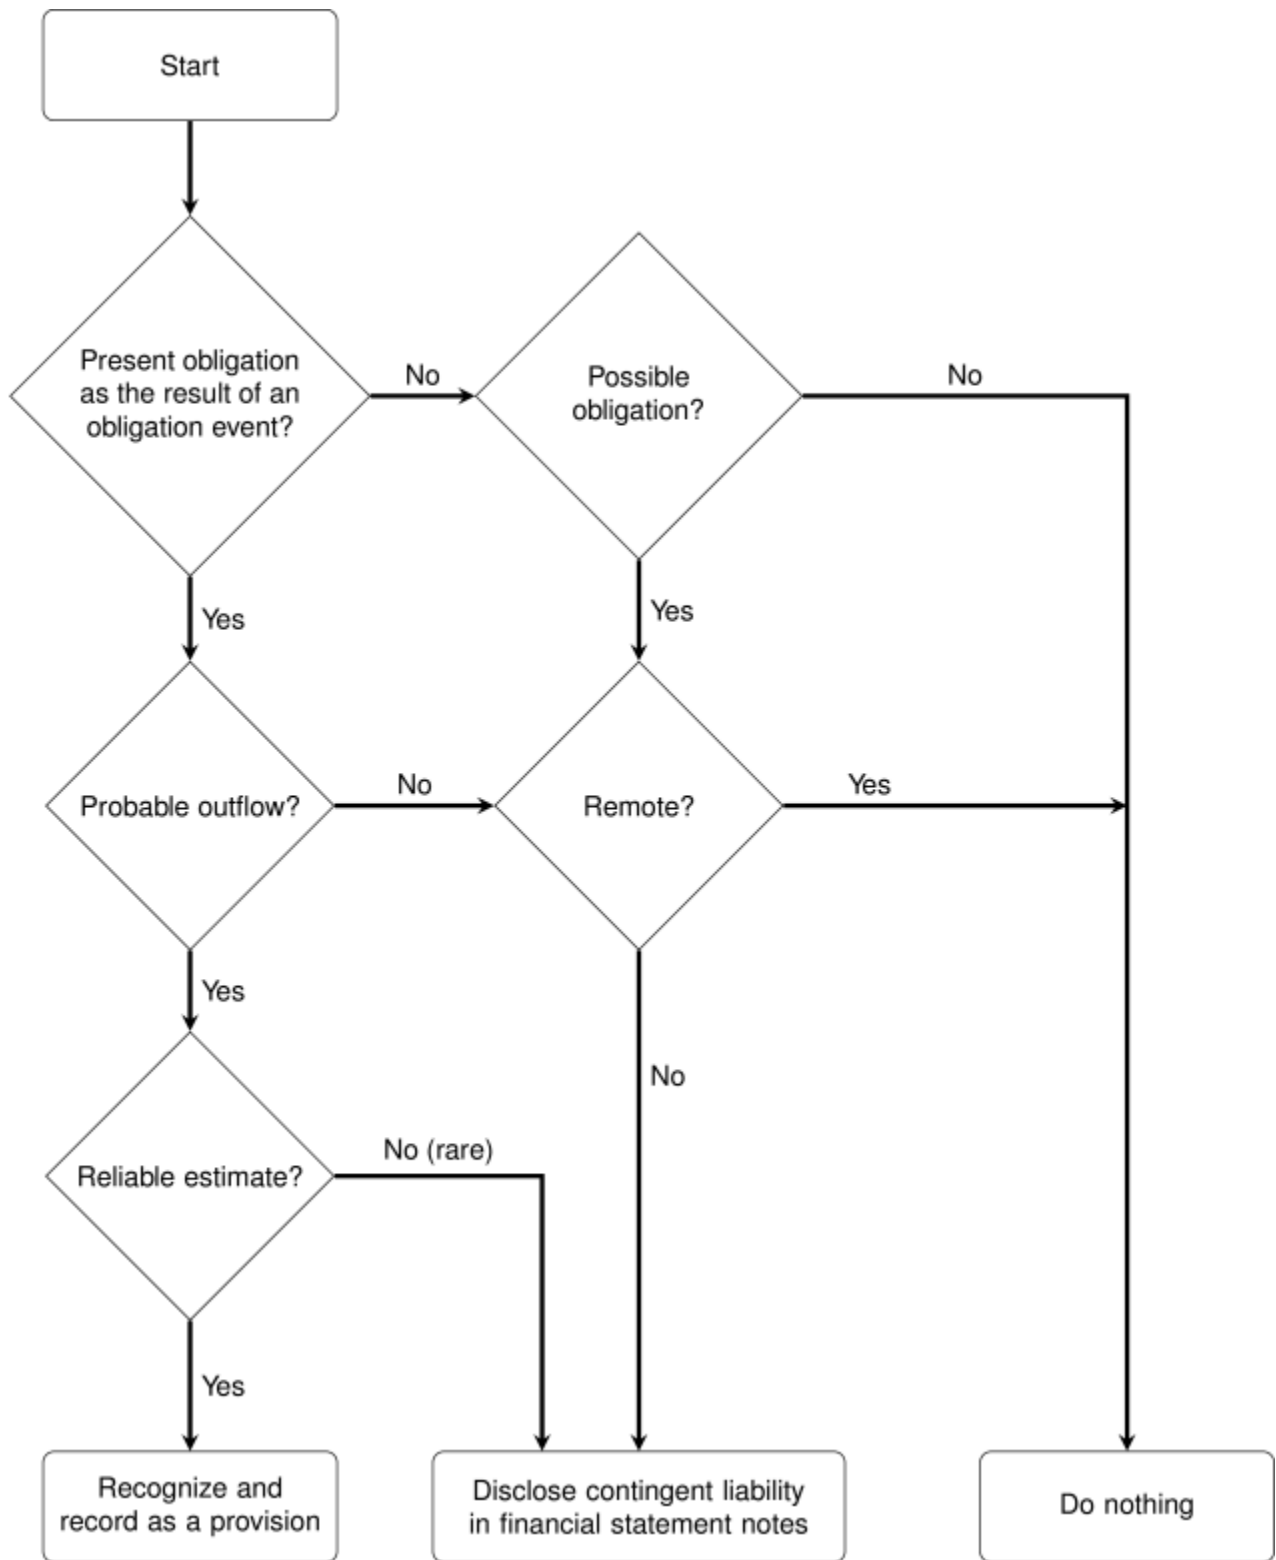 Start
Present obligation
as the result of an
obligation event?
No
Possible
obligation?
No
Yes
Yes
Probable outflow?
No
Remote?
Yes
Yes
No
Reliable estimate?
No (rare)
Yes
Recognize and
record as a provision
Disclose contingent liability
in financial statement notes
Do nothing